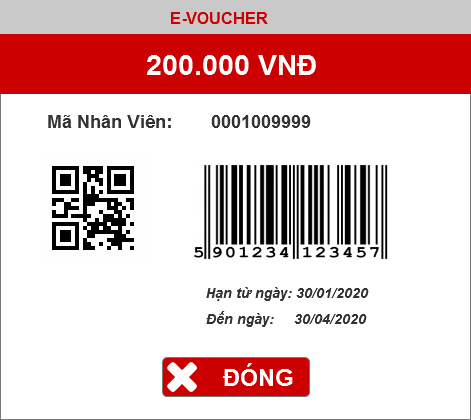 E-VOUCHER
200.000 VNĐ
Mã Nhân Viên: 0001009999
5 901234 123457
Hạn từ ngày: 30/01/2020
Đến ngày: 30/04/2020
ĐÓNG